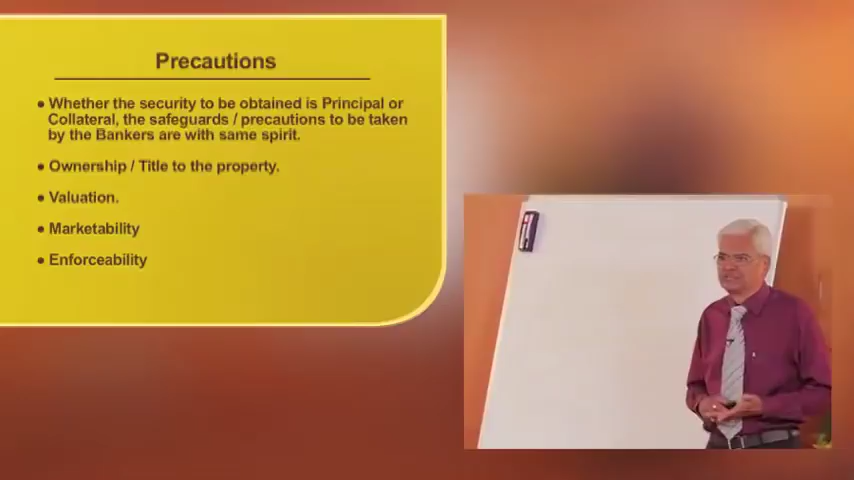 Precautions
● Whether the security to be obtained is Principal or
Collateral, the safeguards / precautions to be taken
by the Bankers are with same spirit.
● Ownership / Title to the property.
● Valuation.
● Marketability
● Enforceability